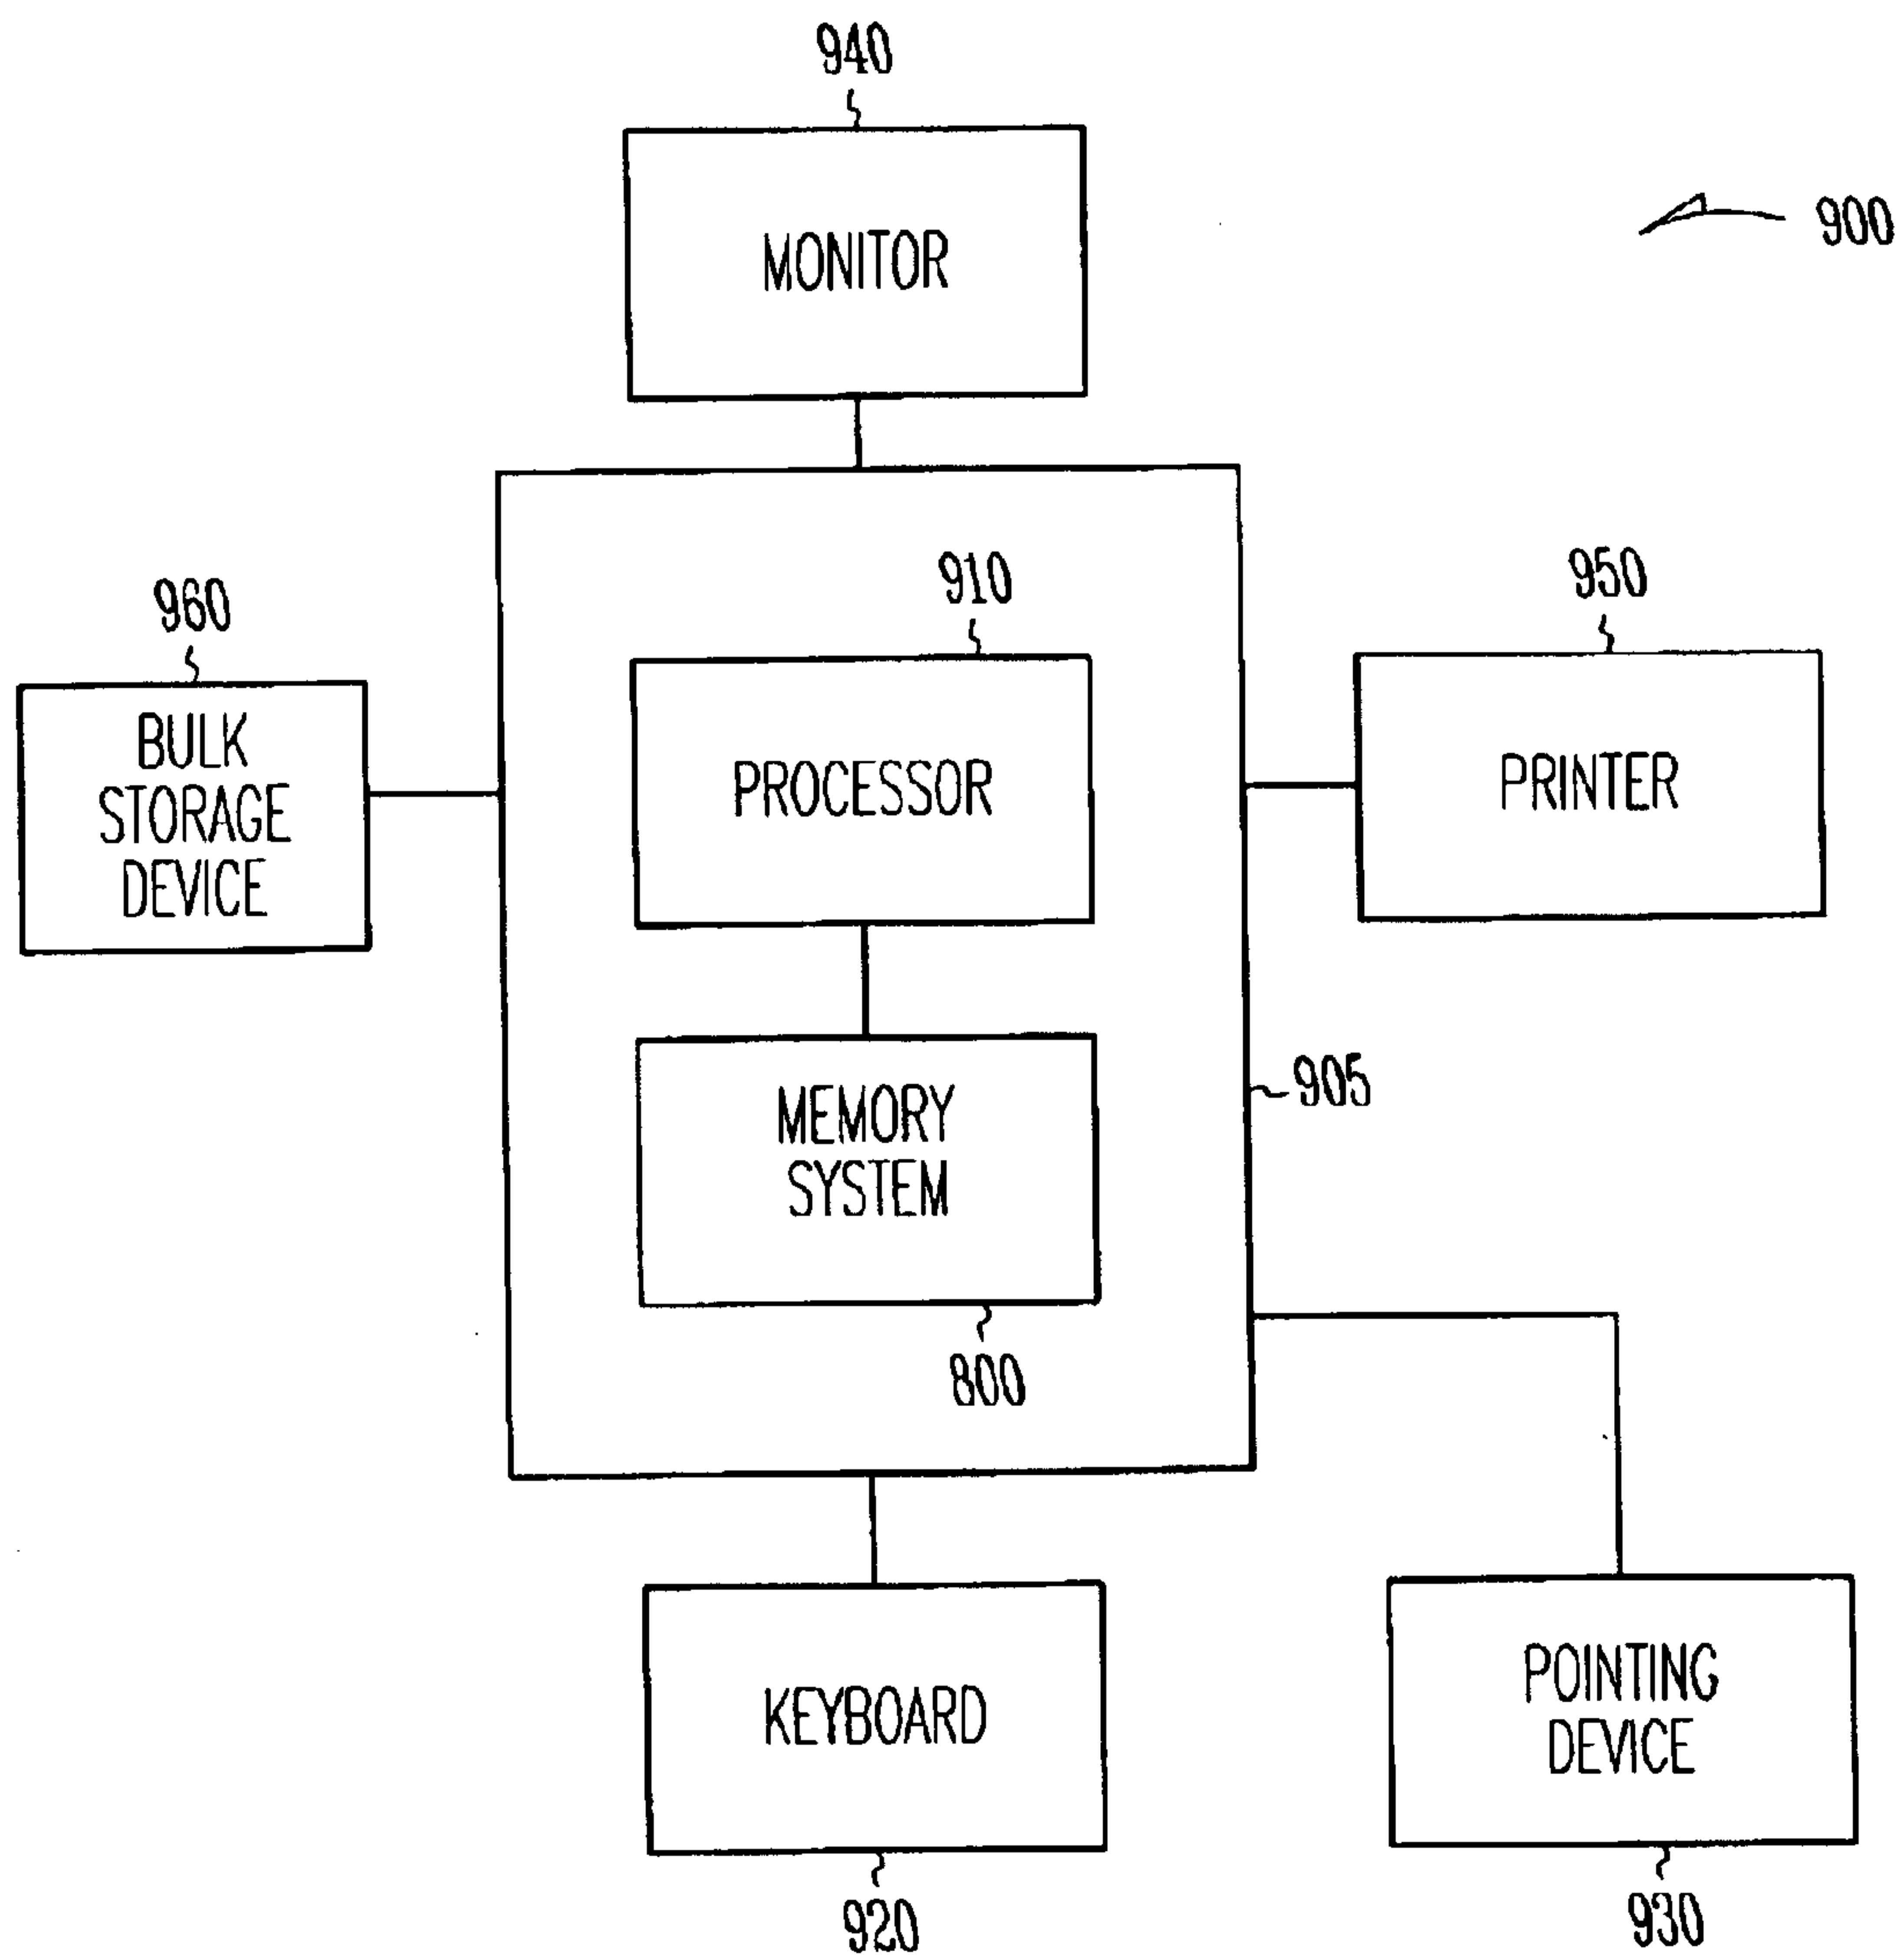 940
MONITOR
900
960
910
950
BULK
STORAGE
DEVICE
PROCESSOR
PRINTER
MEMORY
SYSTEM
905
800
KEYBOARD
POINTING
DEVICE
920
930